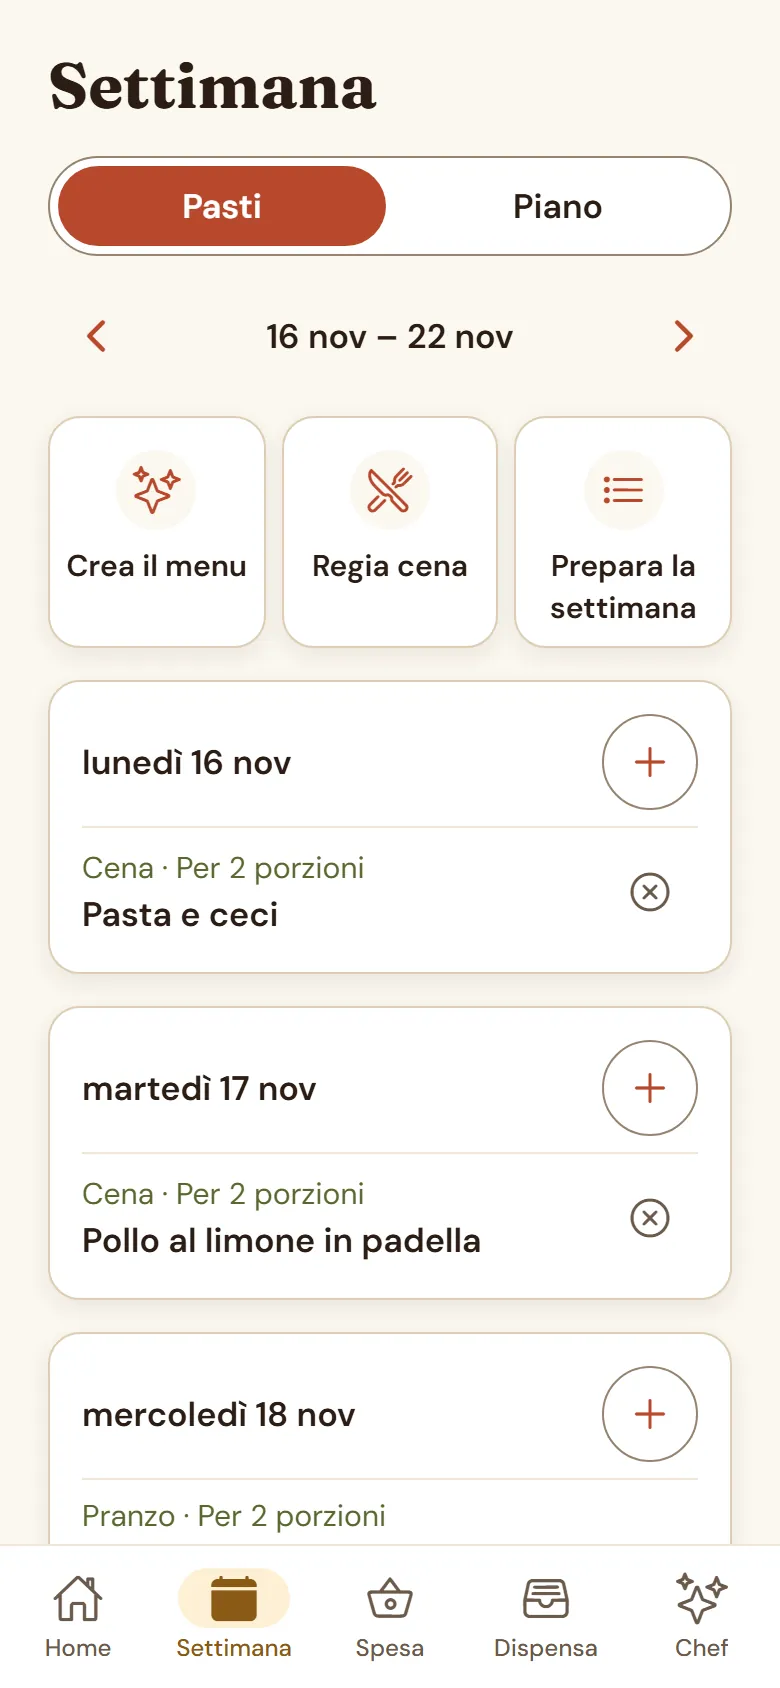 Settimana
Pasti
Piano
16 nov – 22 nov
Crea il menu
Regia cena
Prepara la
settimana
lunedì 16 nov
Cena · Per 2 porzioni
Pasta e ceci
martedì 17 nov
Cena · Per 2 porzioni
Pollo al limone in padella
mercoledì 18 nov
Pranzo · Per 2 porzioni
Home
Settimana
Spesa
Dispensa
Chef